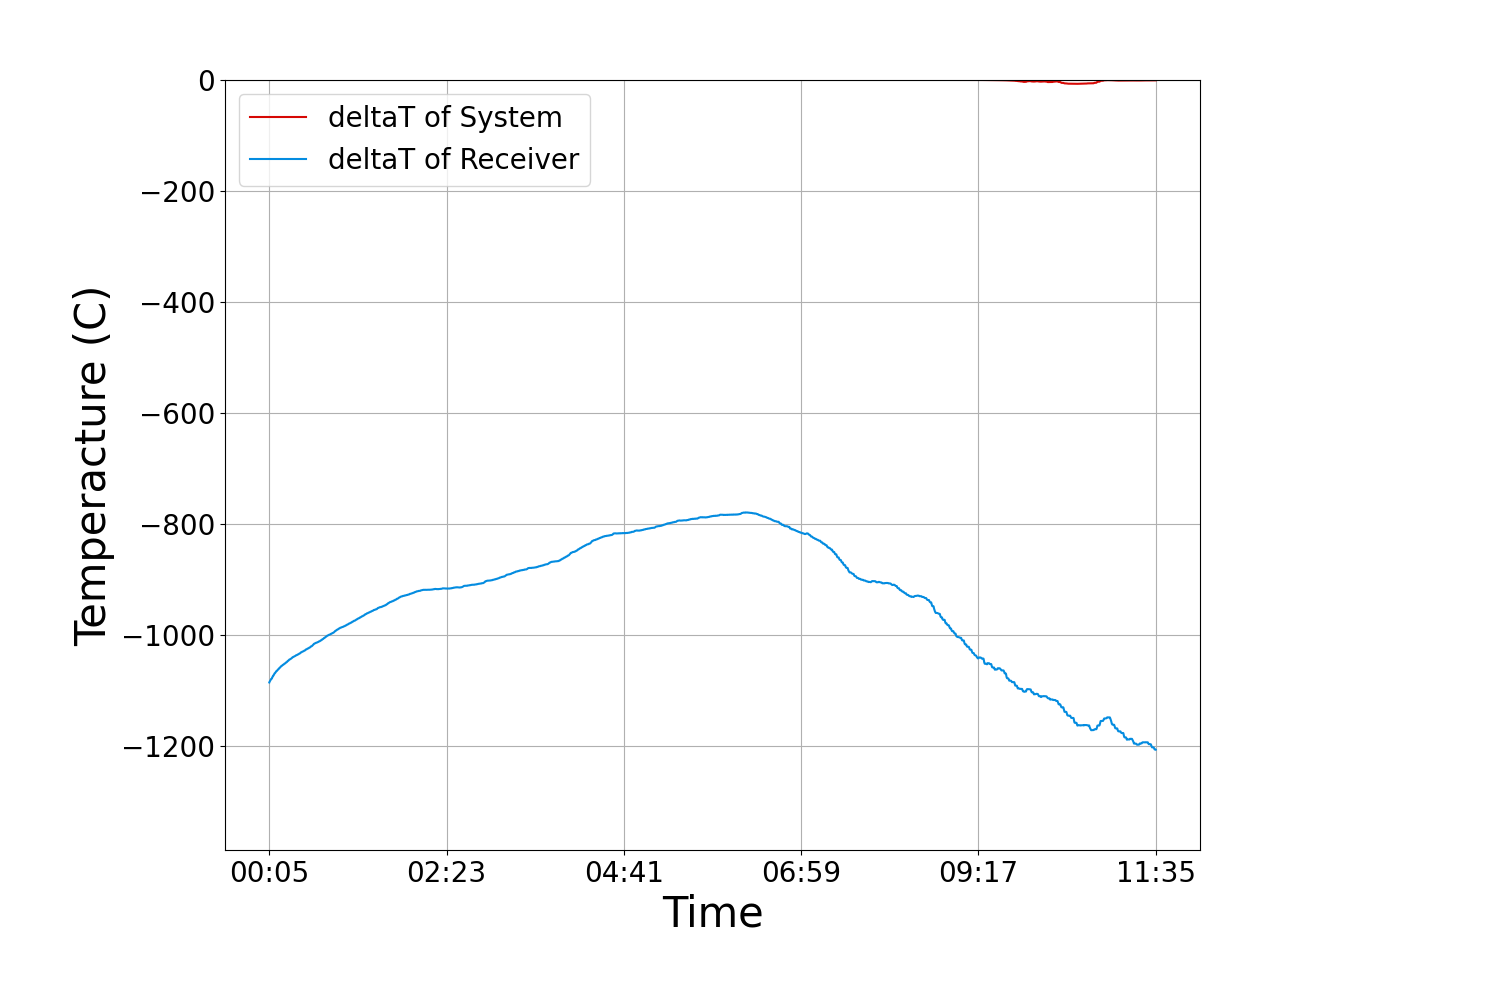 deltaT of System
deltaT of Receiver
0
−200
−400
−600
−800
−1000
−1200
Temperacture (C)
00:05 02:23 04:41 06:59 09:17 11:35
Time